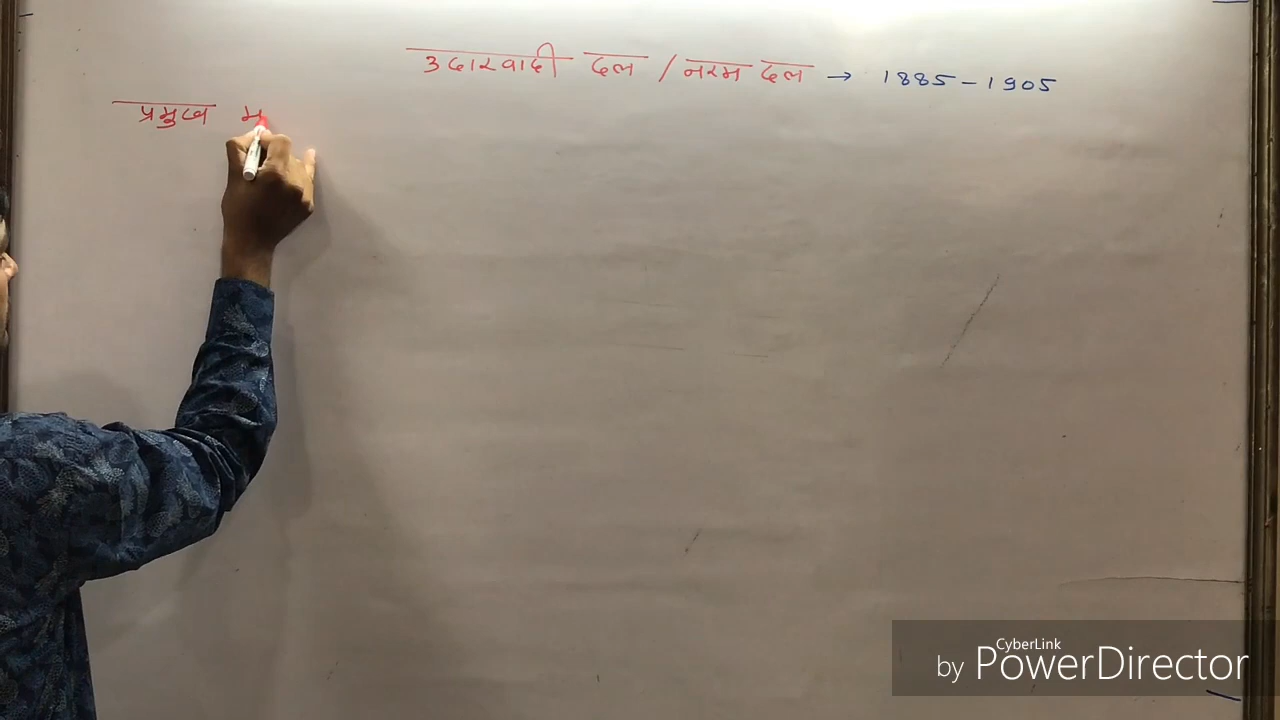 उदारवादी दल / नरम दल → 1885 - 1905
प्रमुख म
CyberLink
by PowerDirector